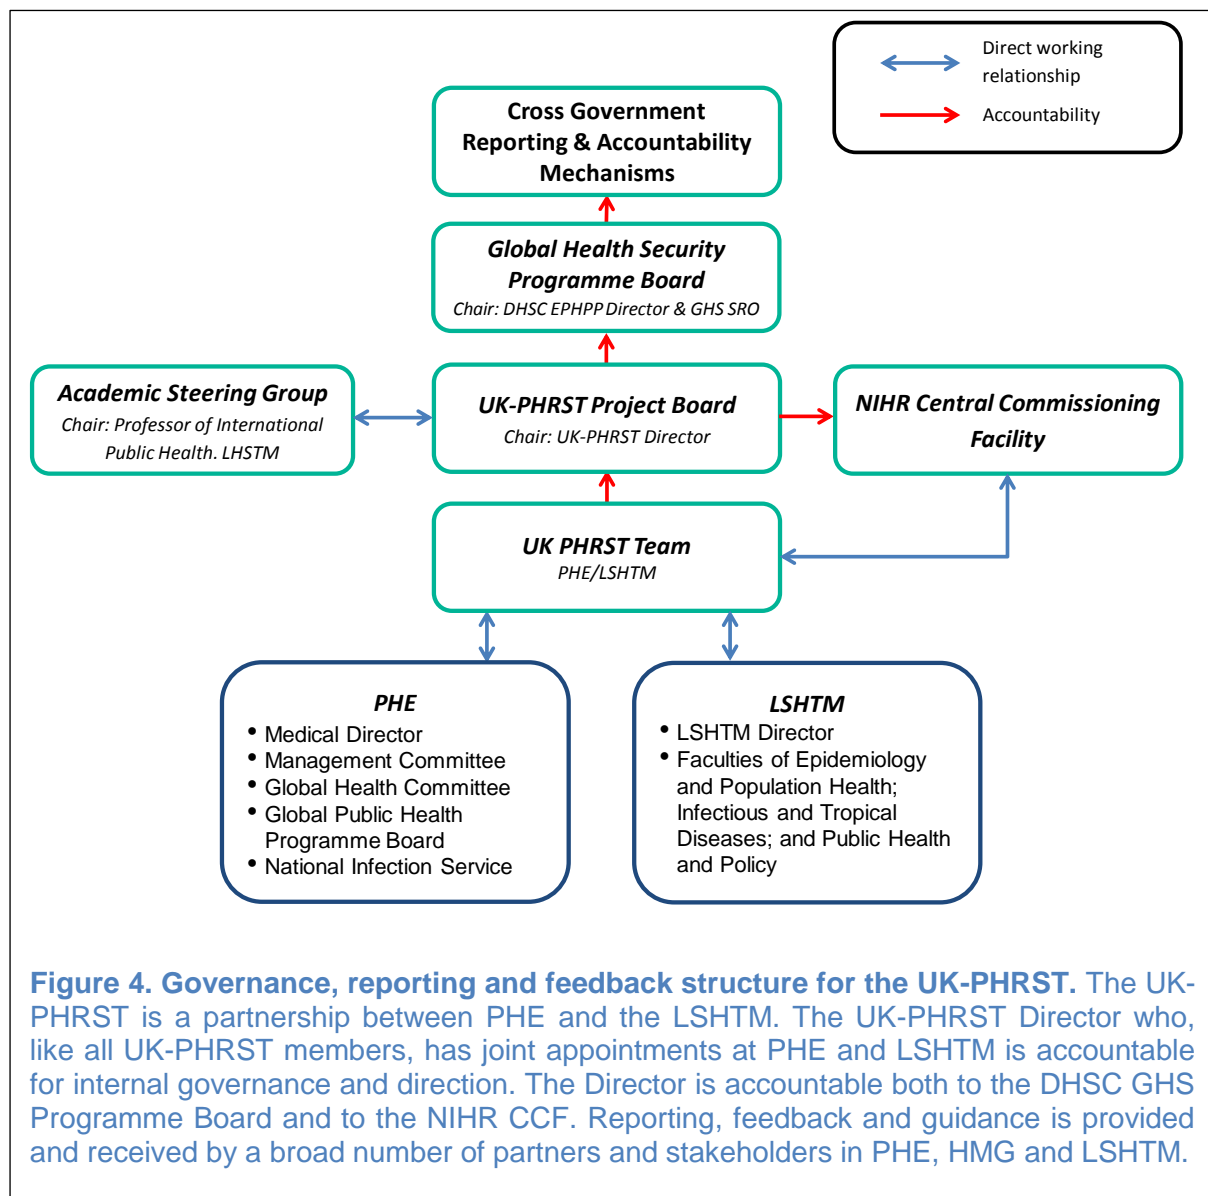 Direct working
relationship
Accountability
Cross Government
Reporting & Accountability
Mechanisms
Global Health Security
Programme Board
Chair: DHSC EPHPP Director & GHS SRO
Academic Steering Group
Chair: Professor of International
Public Health. LHSTM
UK-PHRST Project Board
Chair: UK-PHRST Director
NIHR Central Commissioning
Facility
UK PHRST Team
PHE/LSHTM
PHE
• Medical Director
• Management Committee
• Global Health Committee
• Global Public Health
Programme Board
• National Infection Service
LSHTM
• LSHTM Director
• Faculties of Epidemiology
and Population Health;
Infectious and Tropical
Diseases; and Public Health
and Policy
Figure 4. Governance, reporting and feedback structure for the UK-PHRST. The UK-
PHRST is a partnership between PHE and the LSHTM. The UK-PHRST Director who,
like all UK-PHRST members, has joint appointments at PHE and LSHTM is accountable
for internal governance and direction. The Director is accountable both to the DHSC GHS
Programme Board and to the NIHR CCF. Reporting, feedback and guidance is provided
and received by a broad number of partners and stakeholders in PHE, HMG and LSHTM.